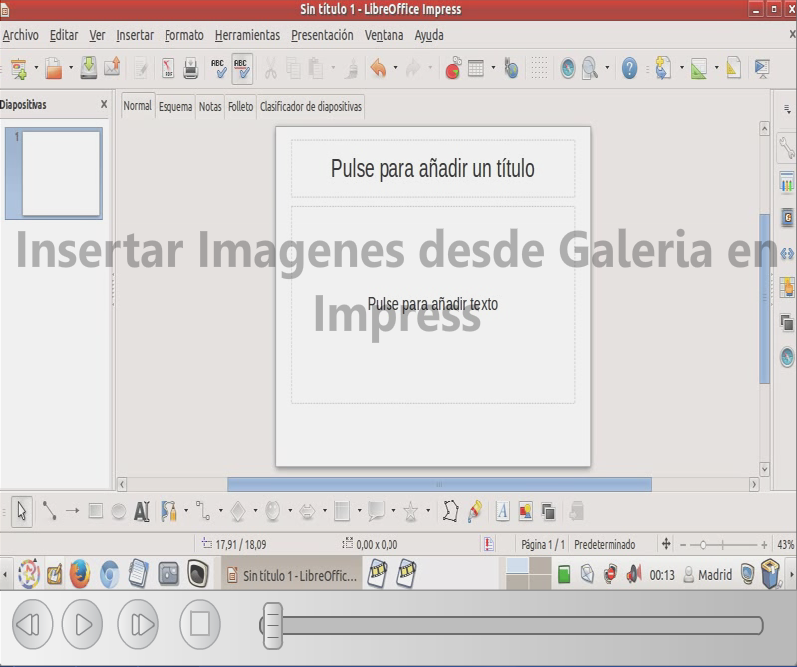 Sin título 1 - LibreOffice Impress
Archivo Editar Ver Insertar Formato Herramientas Presentación Ventana Ayuda
Diapositivas
Normal Esquema Notas Folleto Clasificador de diapositivas
1
Pulse para añadir un título
Insertar Imagenes desde Galeria en
Impress
Pulse para añadir texto
17,91 / 18,09 0,00 x 0,00 Página 1 / 1 Predeterminado 43%
Sin título 1 - LibreOffic... 00:13 Madrid